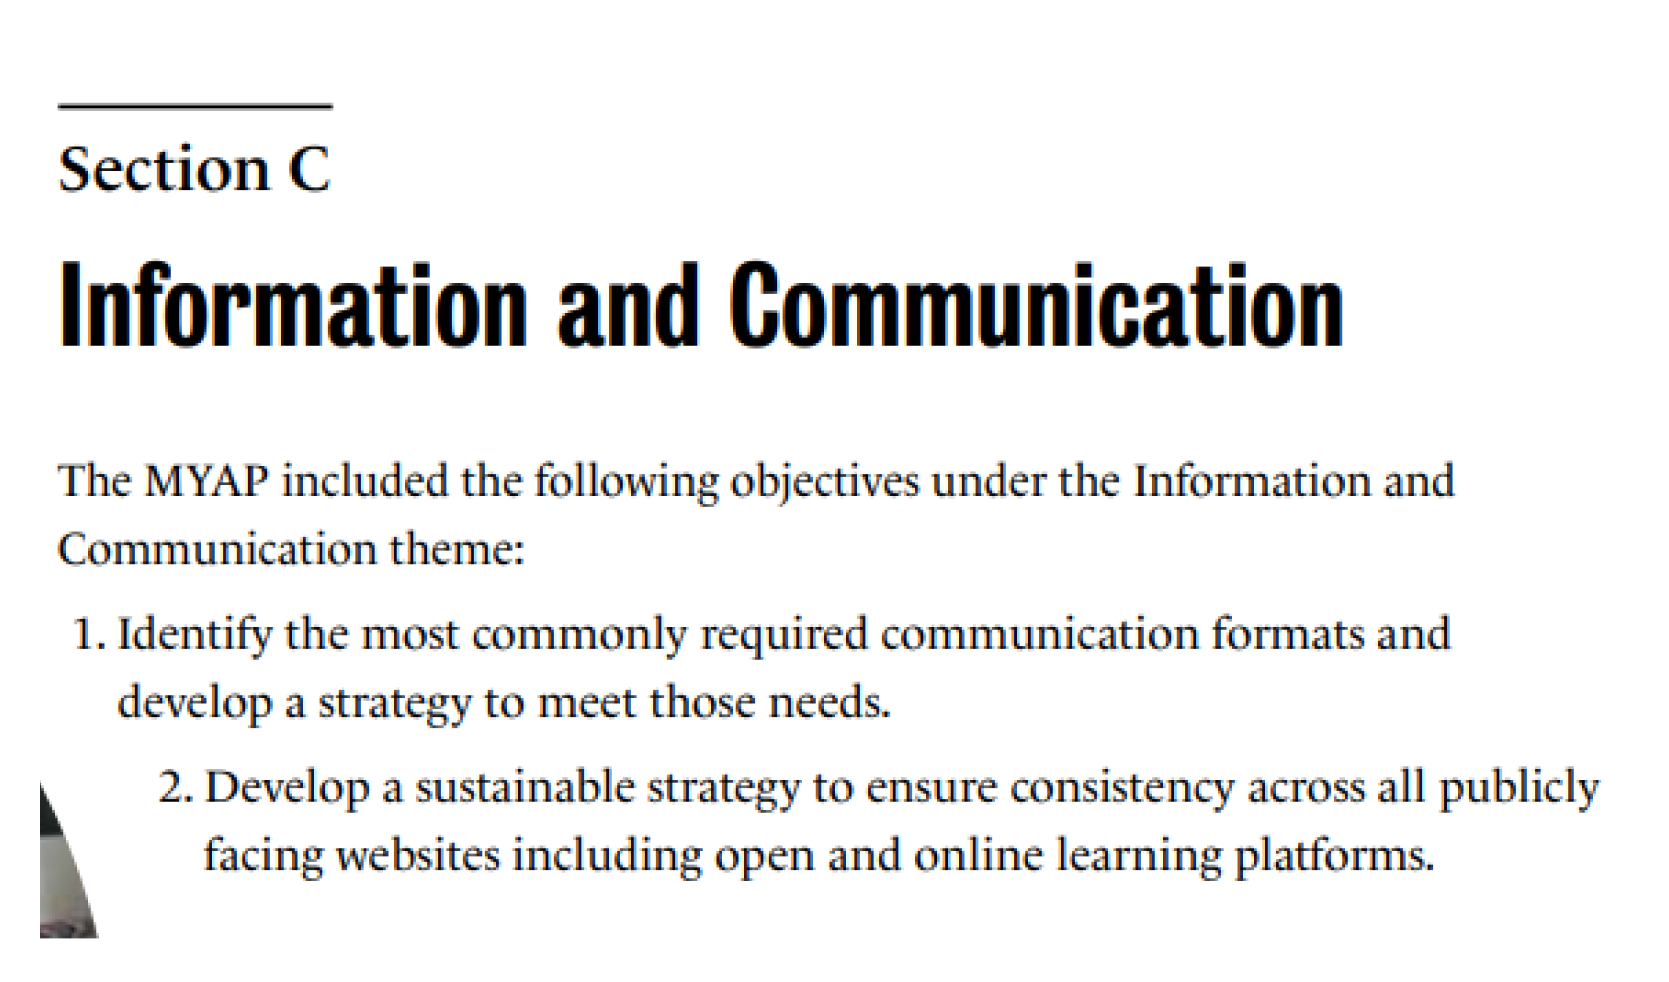 Section C
Information and Communication
The MYAP included the following objectives under the Information and
Communication theme:
1. Identify the most commonly required communication formats and
develop a strategy to meet those needs.
2. Develop a sustainable strategy to ensure consistency across all publicly
facing websites including open and online learning platforms.